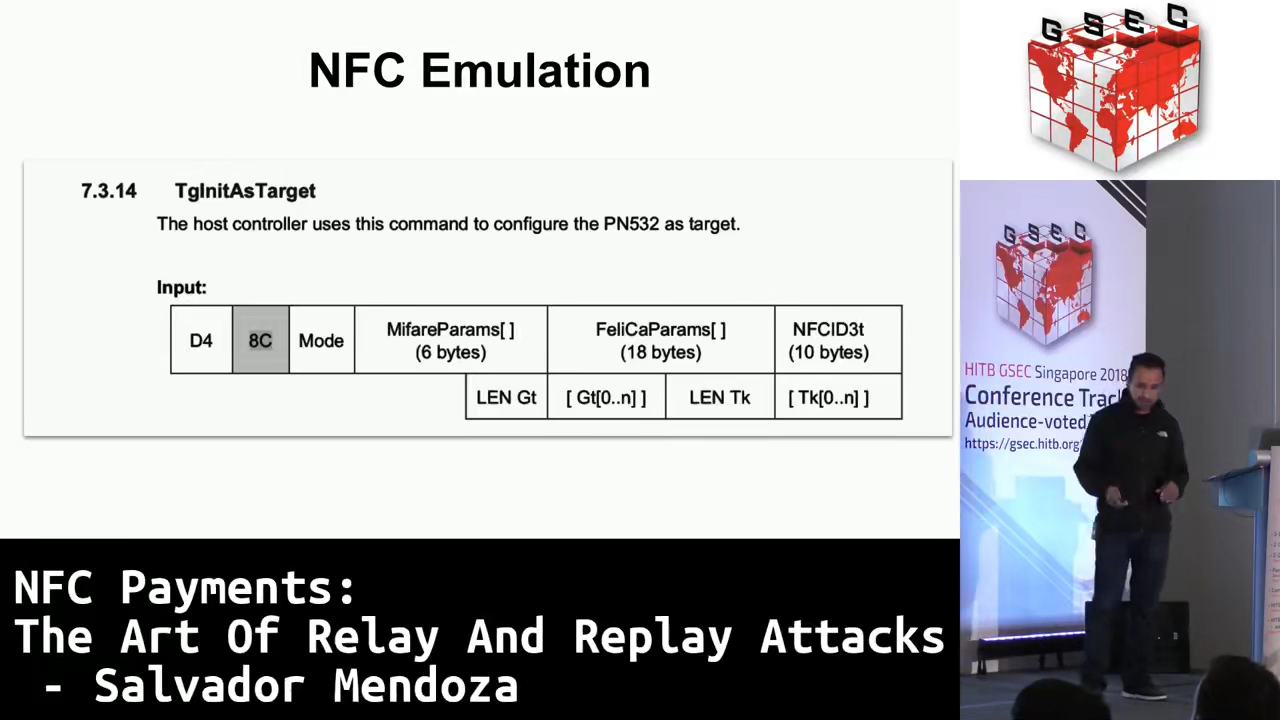 NFC Emulation
7.3.14 TgInitAsTarget
The host controller uses this command to configure the PN532 as target.
Input:
D4 8C Mode MifareParams[ ] (6 bytes) FeliCaParams[ ] (18 bytes) NFCID3t (10 bytes)
LEN Gt [ Gt[0..n] ] LEN Tk [ Tk[0..n] ]
NFC Payments:
The Art Of Relay And Replay Attacks
- Salvador Mendoza
G S E C
G S E C
HITB GSEC Singapore 2018
Conference Trac
Audience-voted
https://gsec.hitb.org